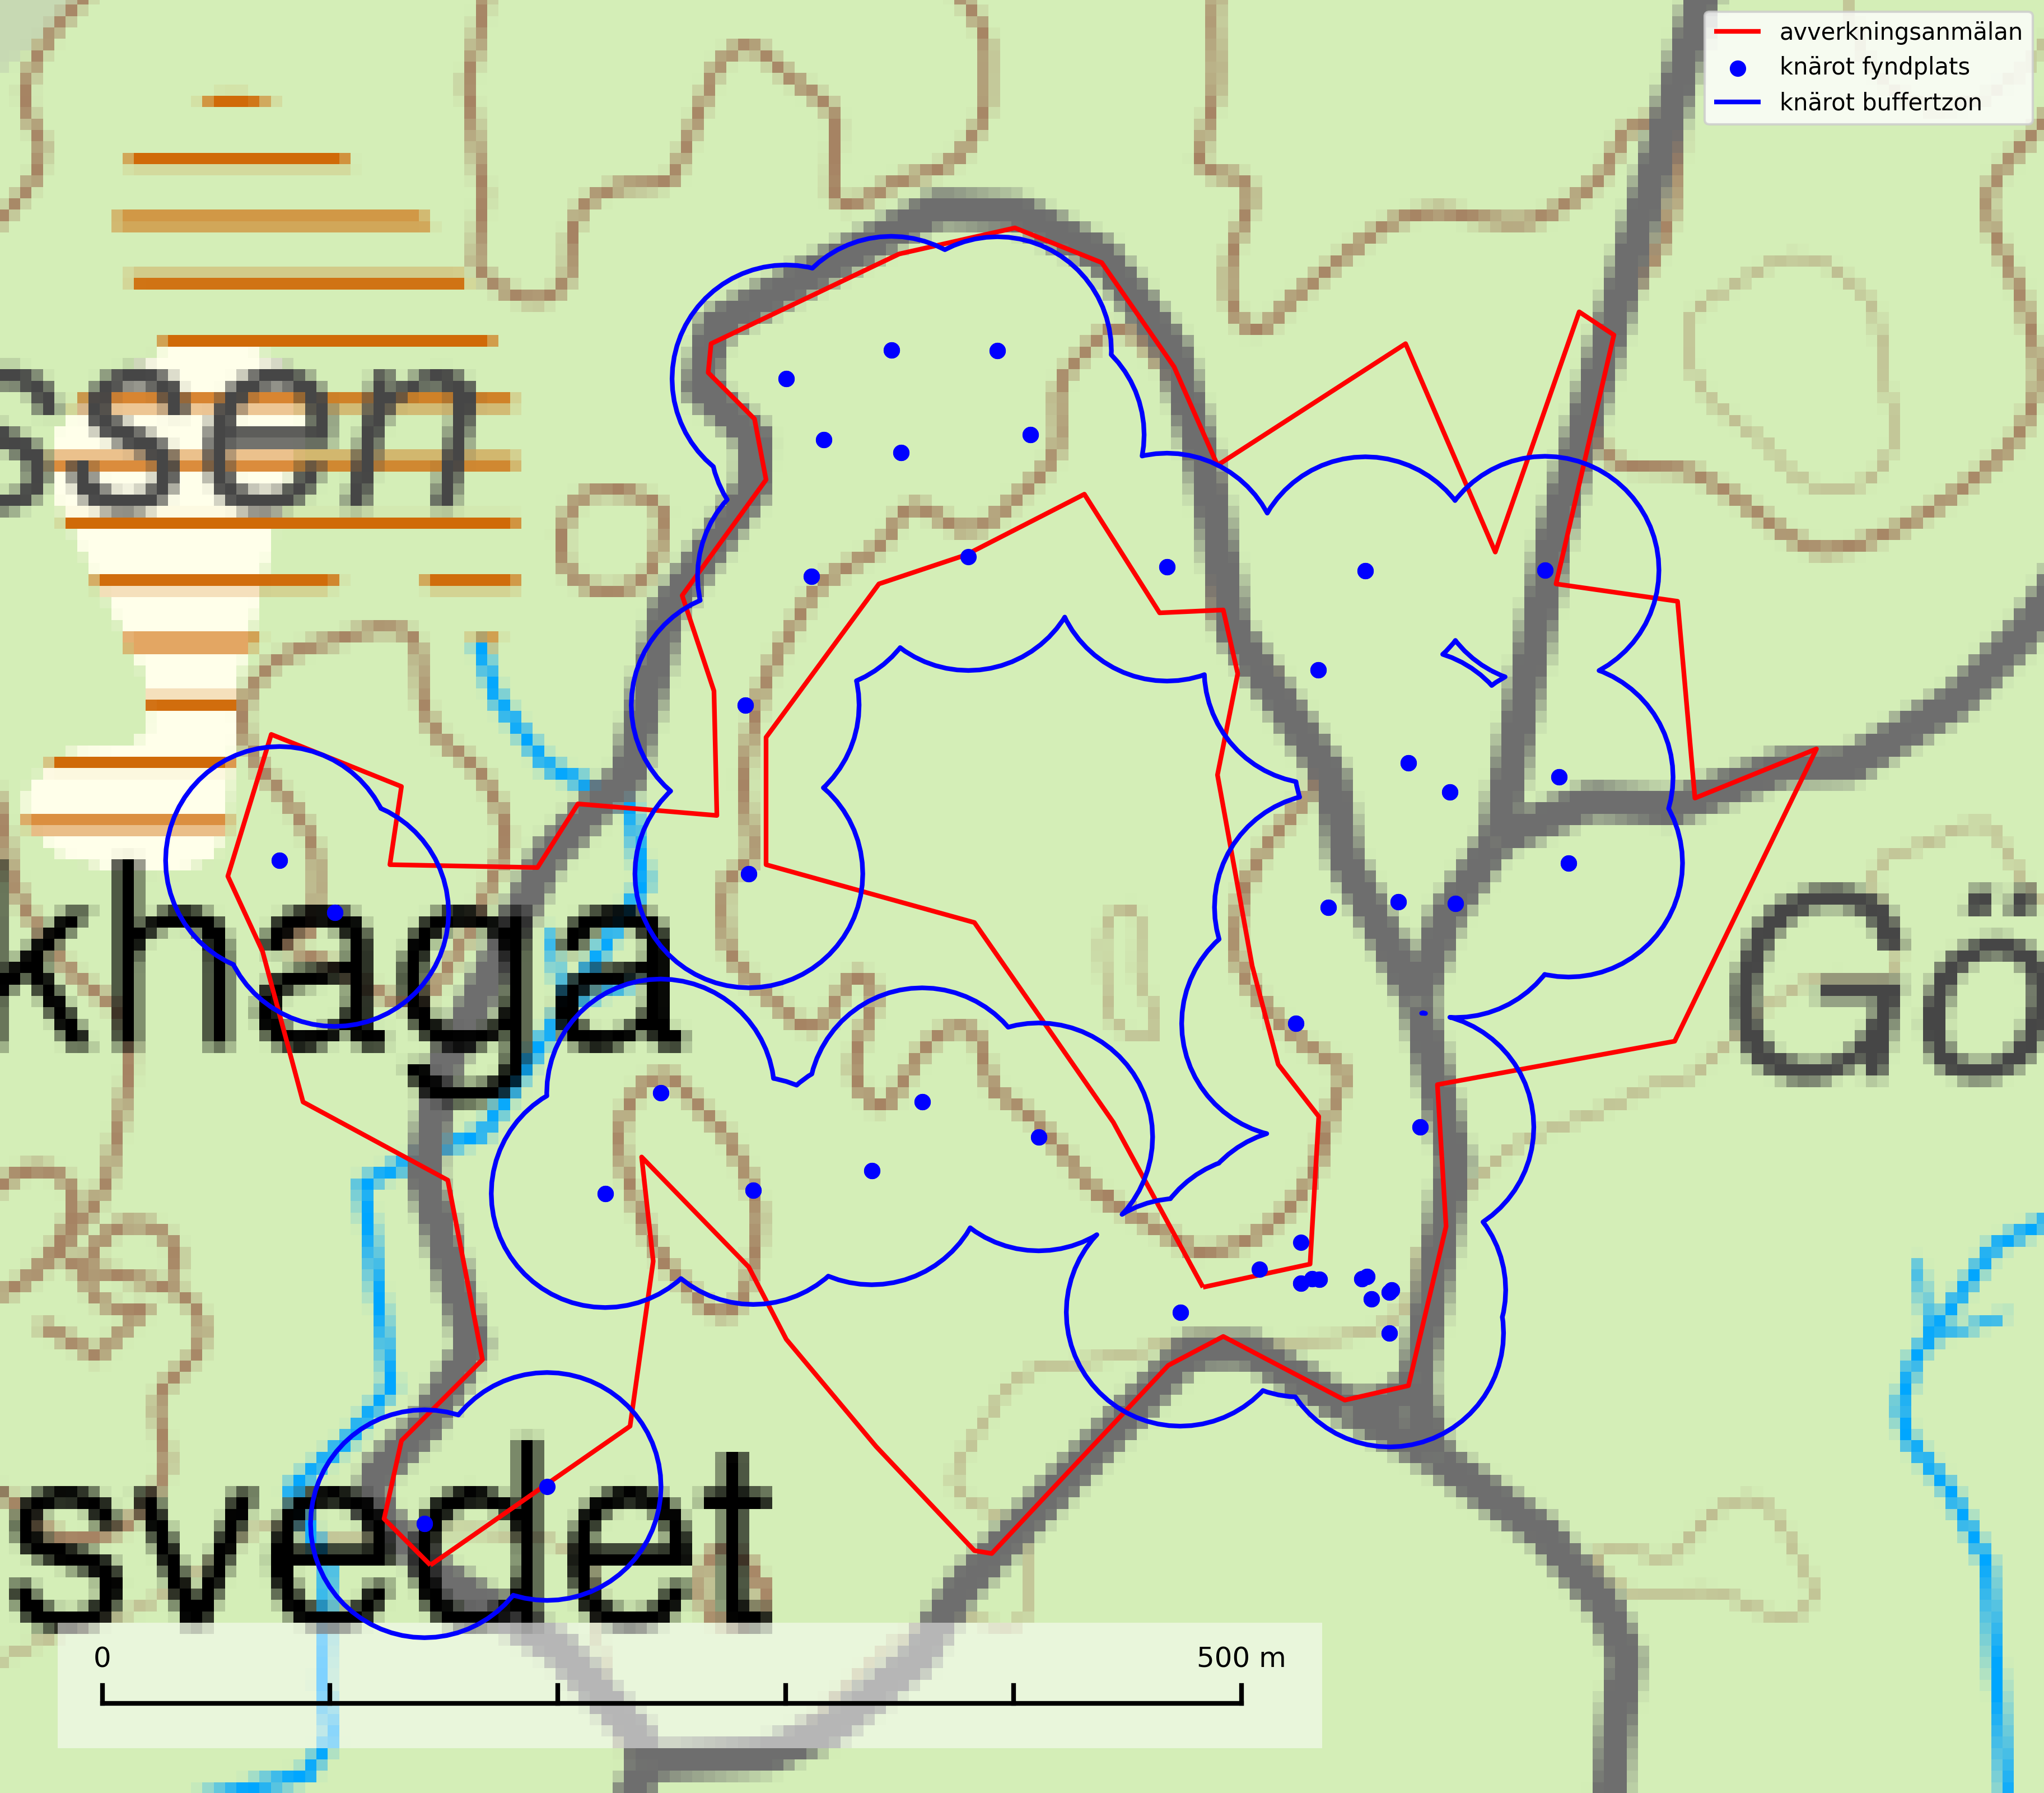 avverkningsanmälan
knärot fyndplats
knärot buffertzon
ssen
khaga
Gö
svedet
0 500 m